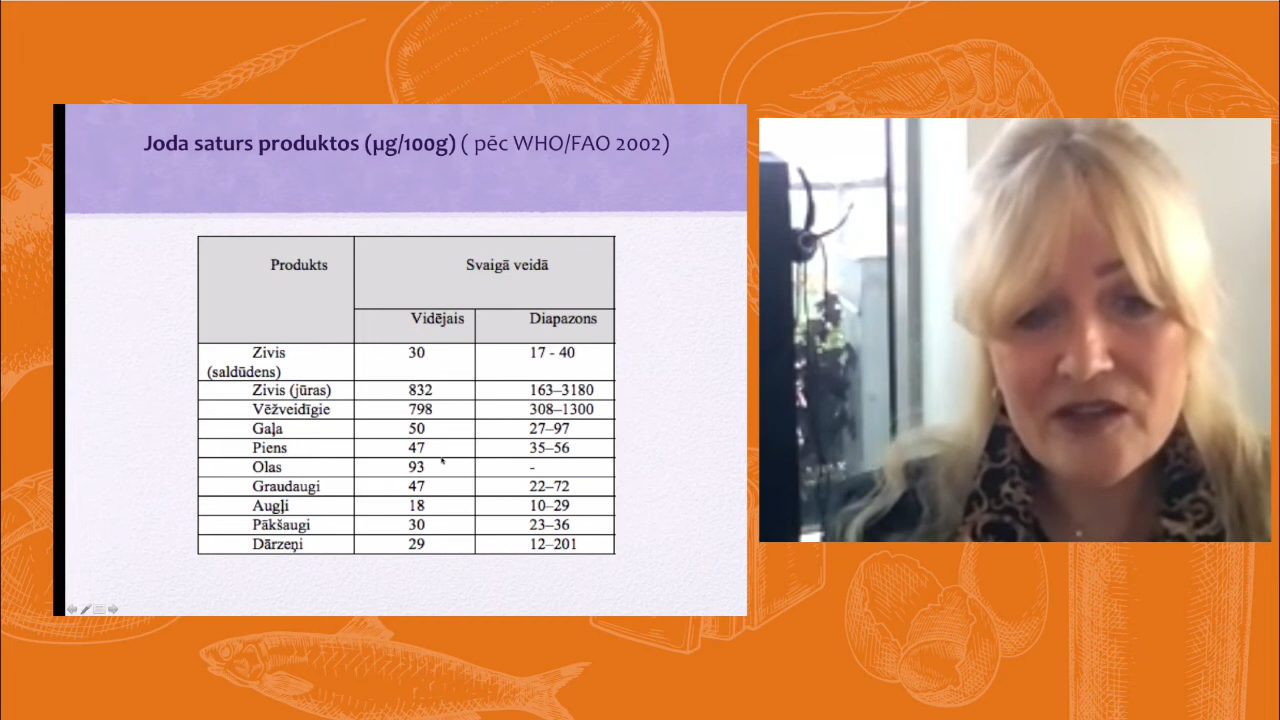 Joda saturs produktos (µg/100g) ( pēc WHO/FAO 2002)
Produkts Svaigā veidā
Vidējais Diapazons
Zivis 30 17 - 40
(saldūdens)
Zivis (jūras) 832 163–3180
Vēžveidīgie 798 308–1300
Gaļa 50 27–97
Piens 47 35–56
Olas 93 -
Graudaugi 47 22–72
Augļi 18 10–29
Pākšaugi 30 23–36
Dārzeņi 29 12–201